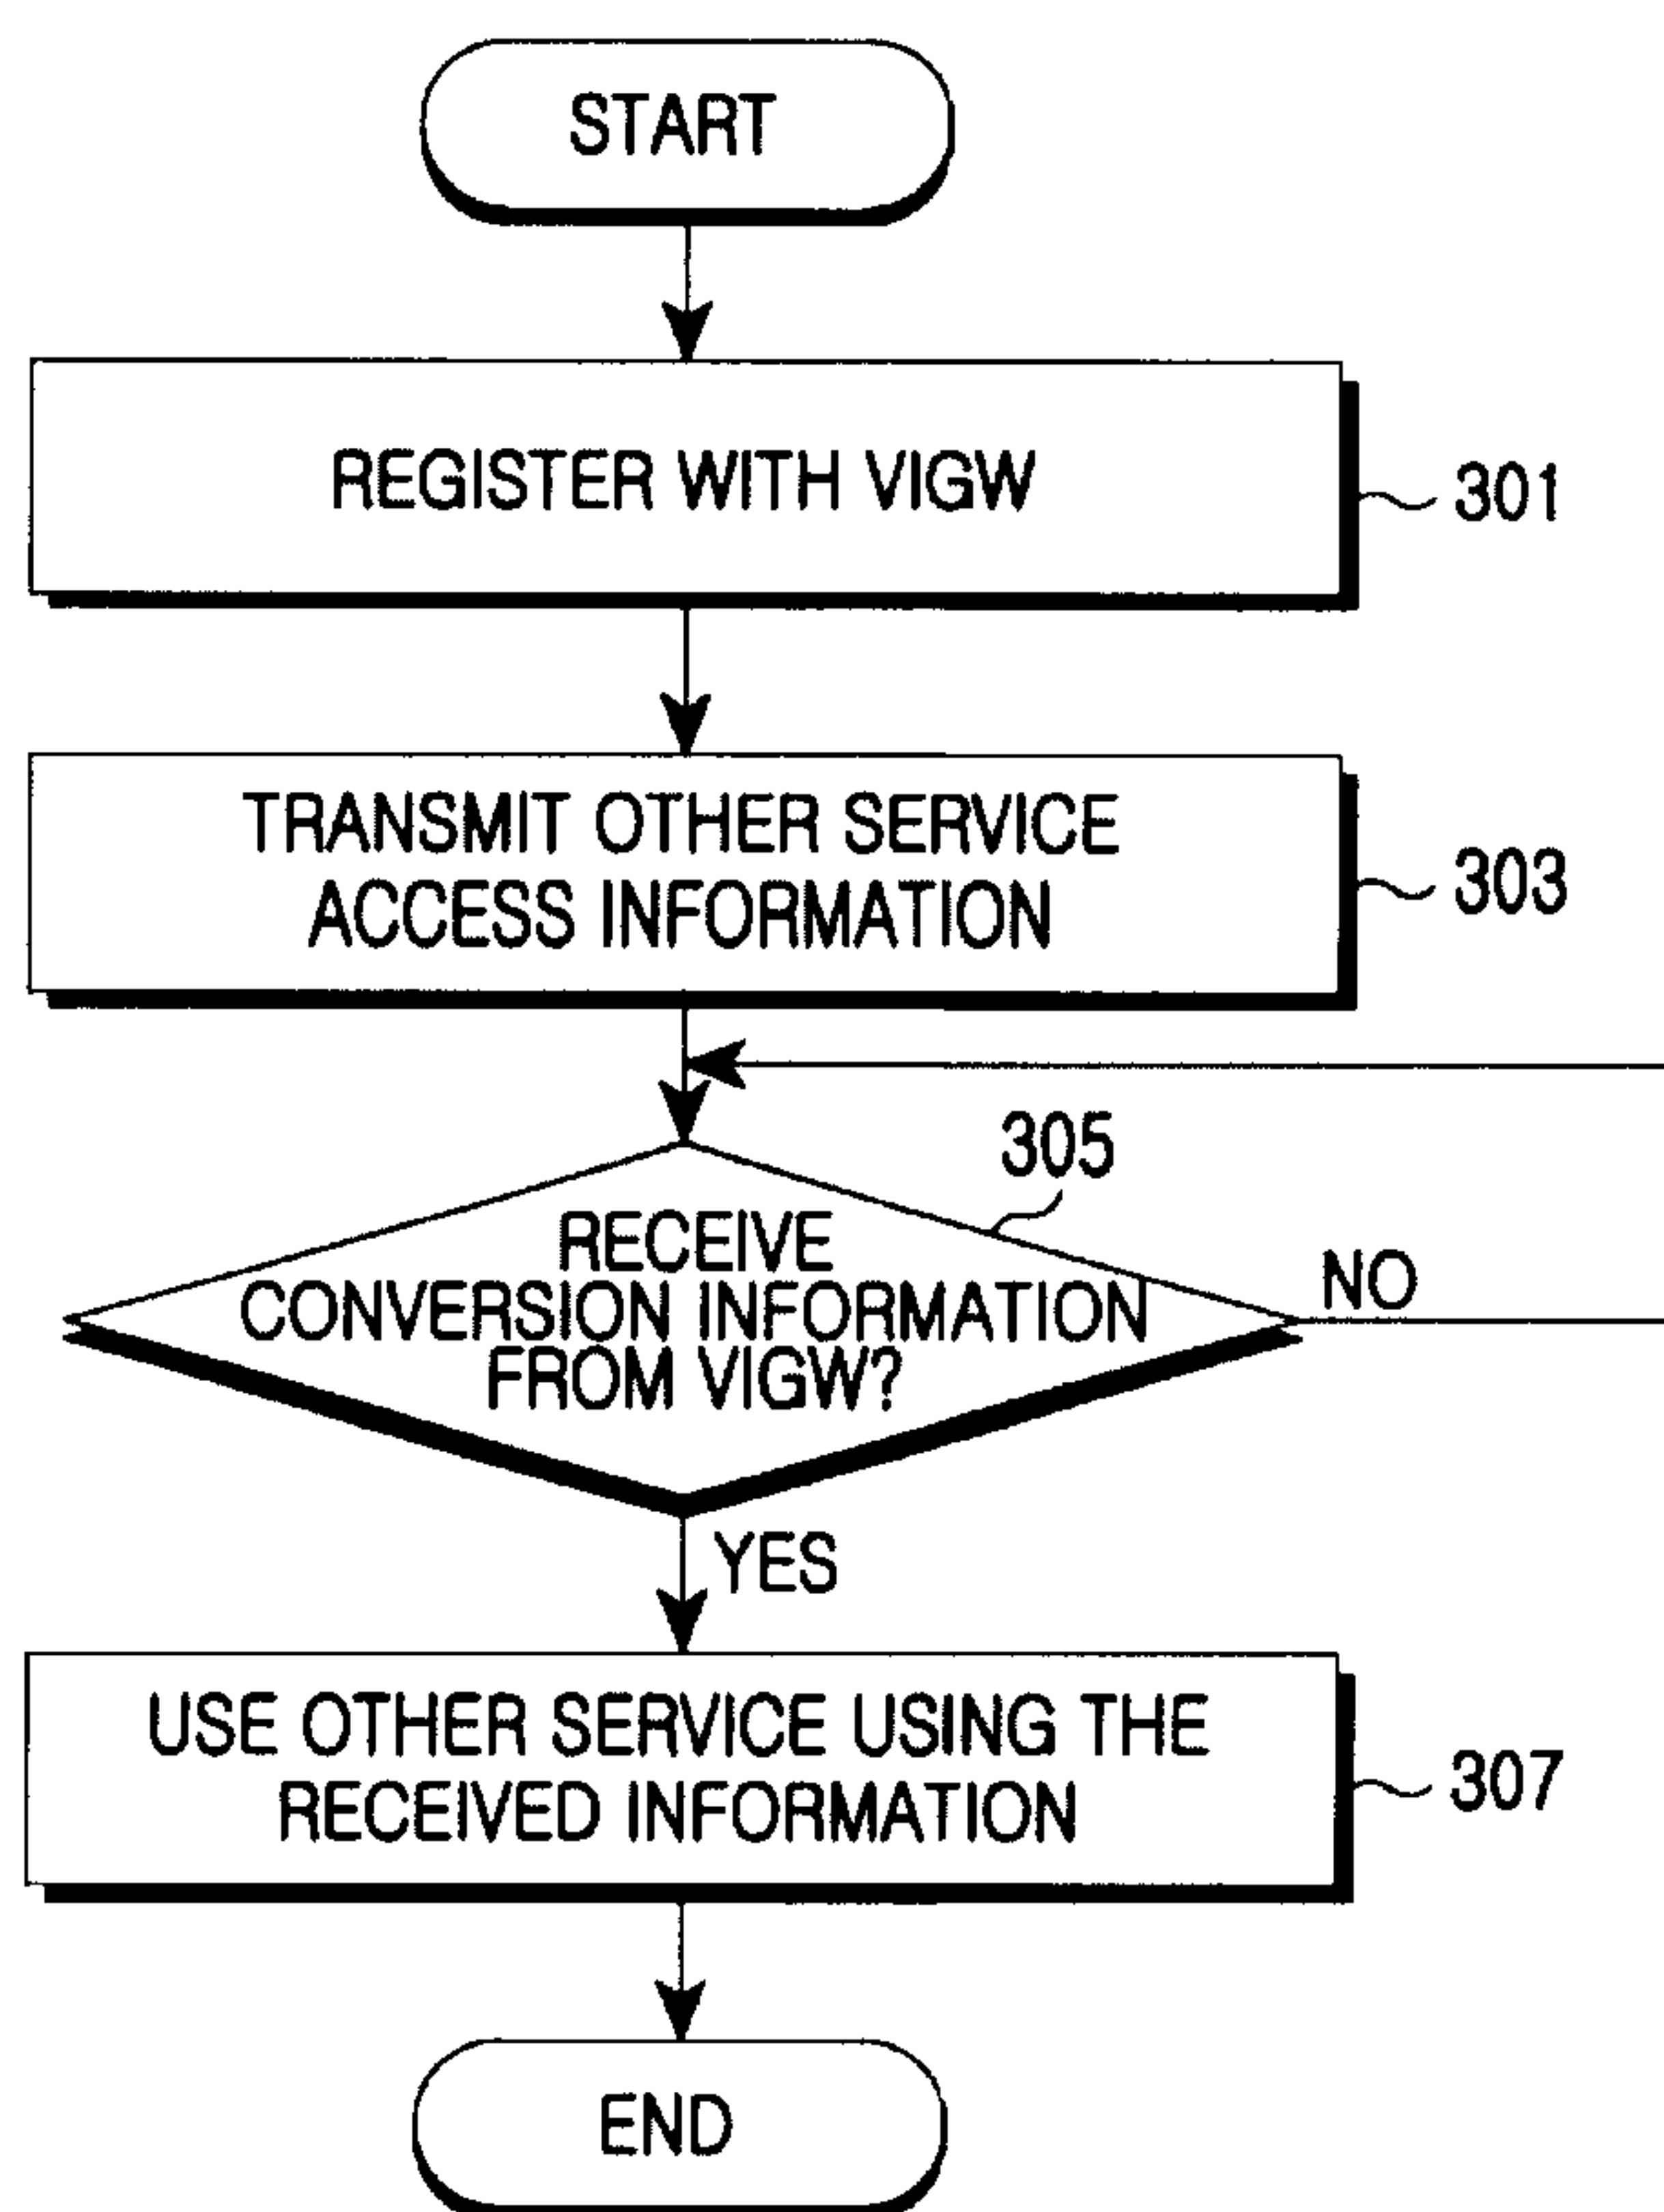 START
REGISTER WITH VIGW
301
TRANSMIT OTHER SERVICE
ACCESS INFORMATION
303
305
RECEIVE
CONVERSION INFORMATION
FROM VIGW?
NO
YES
USE OTHER SERVICE USING THE
RECEIVED INFORMATION
307
END